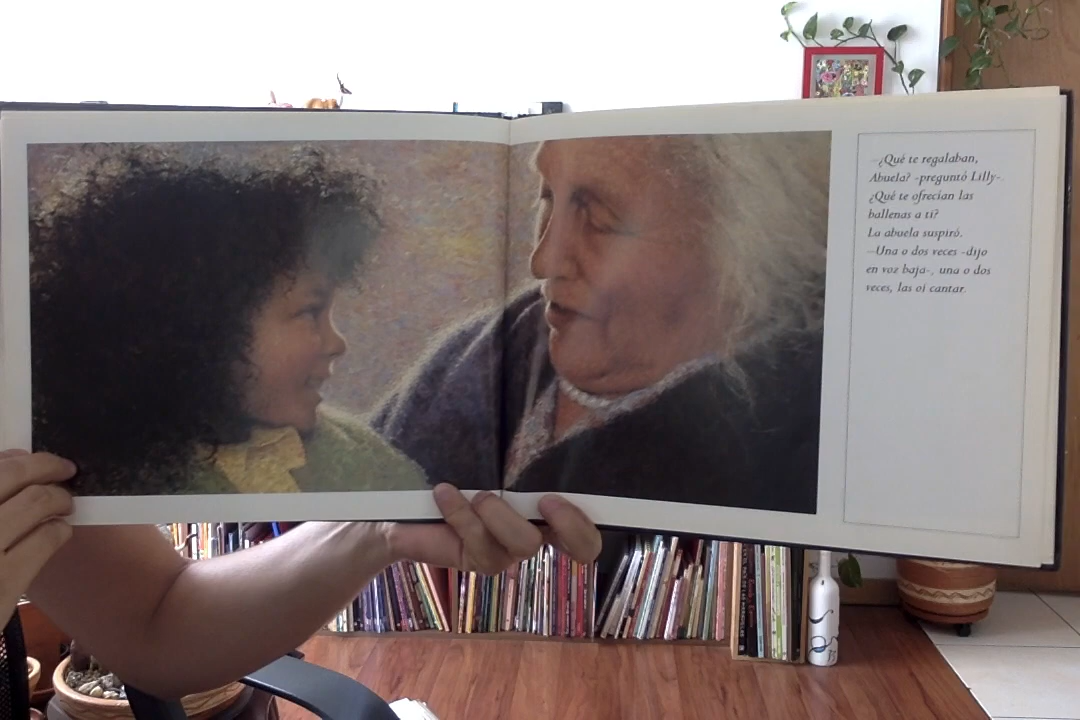 –¿Qué te regalaban,
Abuela? -preguntó Lilly-.
¿Qué te ofrecían las
ballenas a ti?
La abuela suspiró.
–Una o dos veces -dijo
en voz baja-, una o dos
veces, las oí cantar.